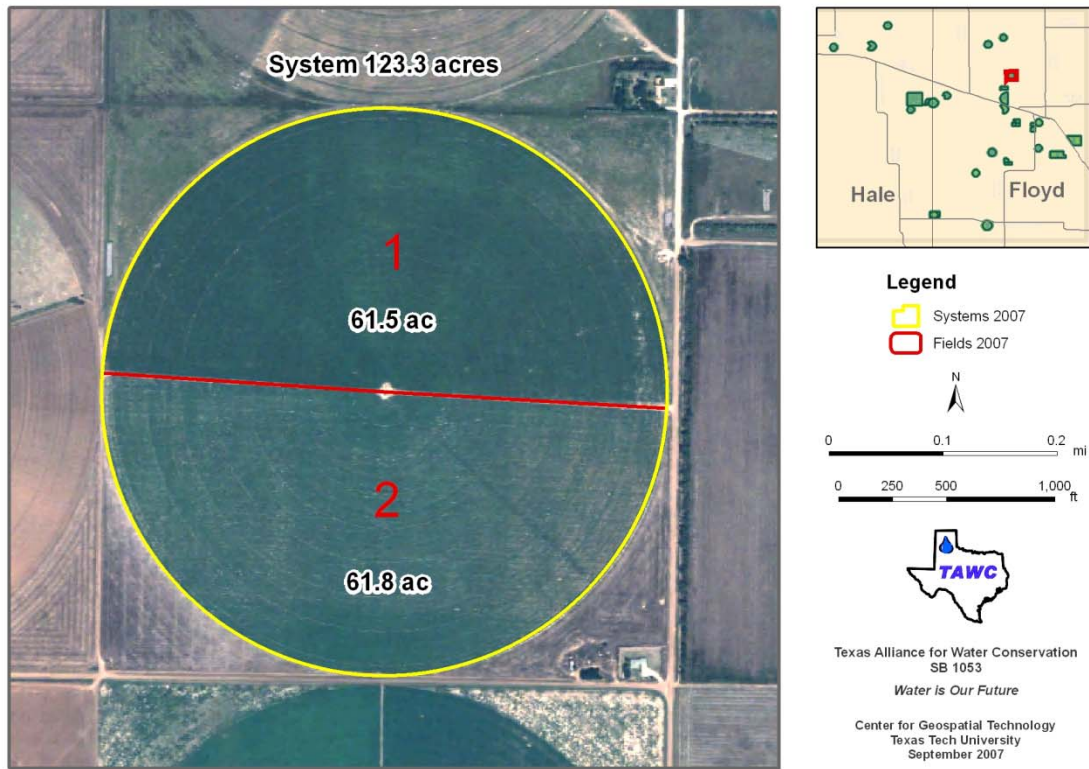 System 123.3 acres
1
61.5 ac
2
61.8 ac
Hale
Floyd
Legend
Systems 2007
Fields 2007
N
0 0.1 0.2
mi
0 250 500 1,000
ft
TAWC
Texas Alliance for Water Conservation
SB 1053
Water is Our Future
Center for Geospatial Technology
Texas Tech University
September 2007